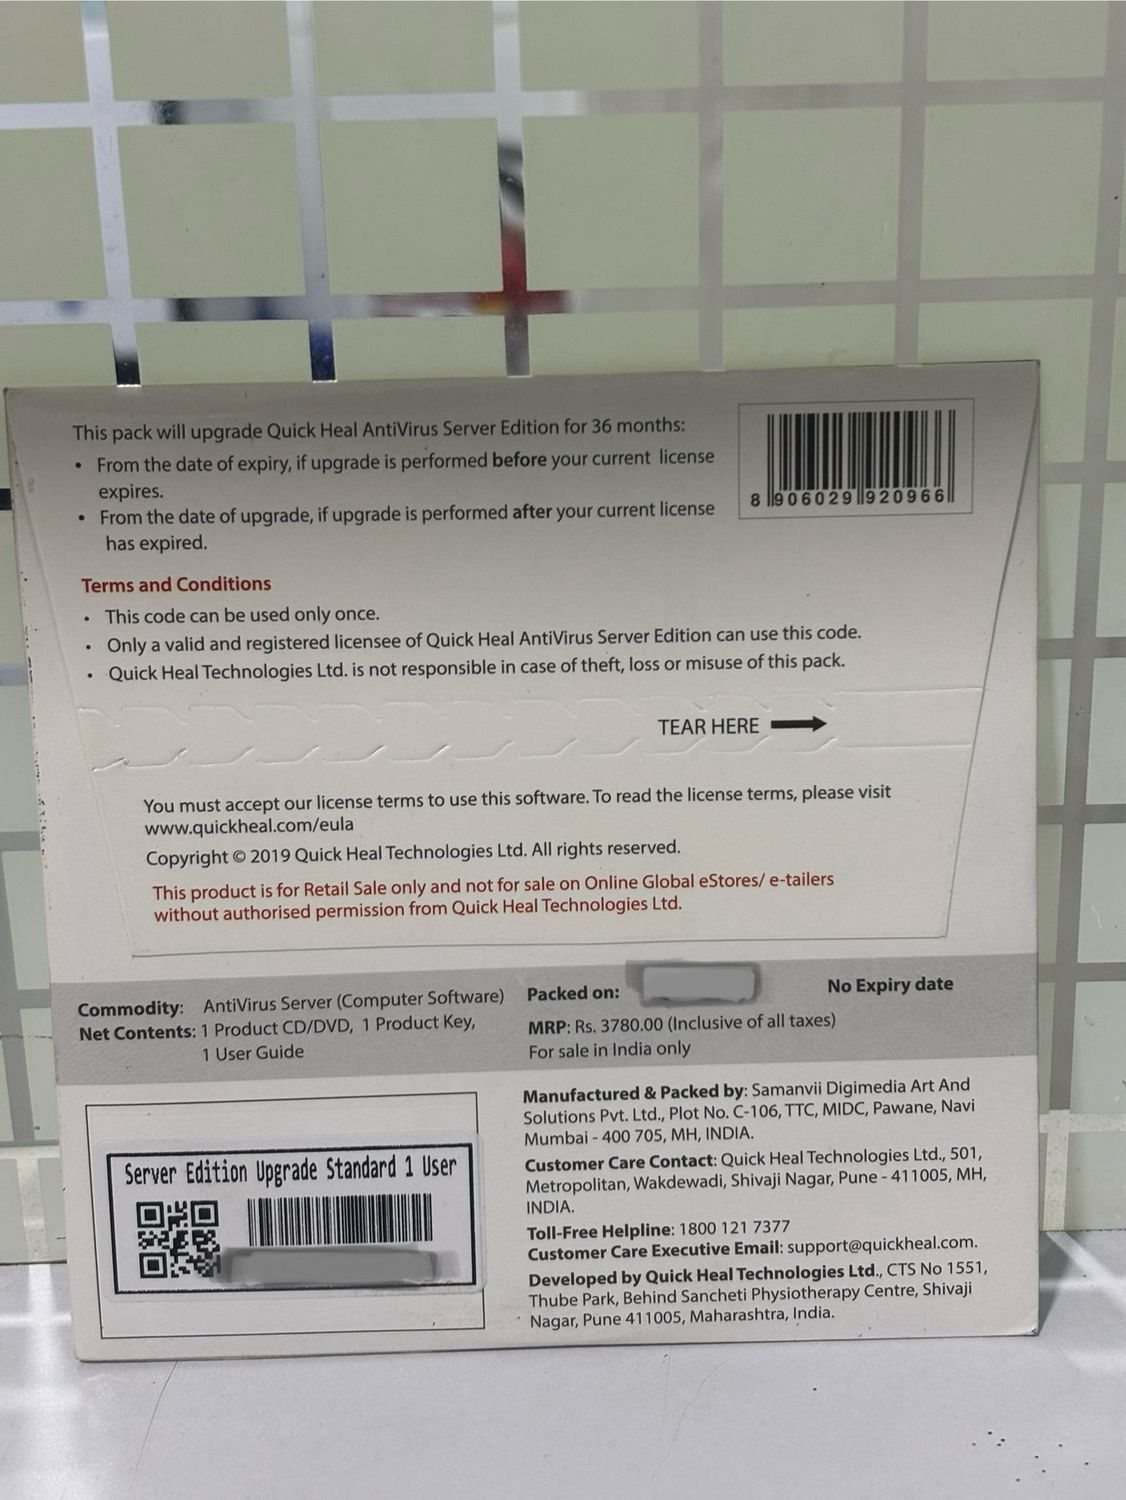 This pack will upgrade Quick Heal AntiVirus Server Edition for 36 months:
• From the date of expiry, if upgrade is performed before your current license
expires.
• From the date of upgrade, if upgrade is performed after your current license
has expired.
8 906029 920966
Terms and Conditions
• This code can be used only once.
• Only a valid and registered licensee of Quick Heal AntiVirus Server Edition can use this code.
• Quick Heal Technologies Ltd. is not responsible in case of theft, loss or misuse of this pack.
TEAR HERE
You must accept our license terms to use this software. To read the license terms, please visit
www.quickheal.com/eula
Copyright © 2019 Quick Heal Technologies Ltd. All rights reserved.
This product is for Retail Sale only and not for sale on Online Global eStores/ e-tailers
without authorised permission from Quick Heal Technologies Ltd.
Commodity: AntiVirus Server (Computer Software)
Net Contents: 1 Product CD/DVD, 1 Product Key,
1 User Guide
Packed on:
No Expiry date
MRP: Rs. 3780.00 (Inclusive of all taxes)
For sale in India only
Server Edition Upgrade Standard 1 User
Manufactured & Packed by: Samanvii Digimedia Art And
Solutions Pvt. Ltd., Plot No. C-106, TTC, MIDC, Pawane, Navi
Mumbai - 400 705, MH, INDIA.
Customer Care Contact: Quick Heal Technologies Ltd., 501,
Metropolitan, Wakdewadi, Shivaji Nagar, Pune - 411005, MH,
INDIA.
Toll-Free Helpline: 1800 121 7377
Customer Care Executive Email: support@quickheal.com.
Developed by Quick Heal Technologies Ltd., CTS No 1551,
Thube Park, Behind Sancheti Physiotherapy Centre, Shivaji
Nagar, Pune 411005, Maharashtra, India.